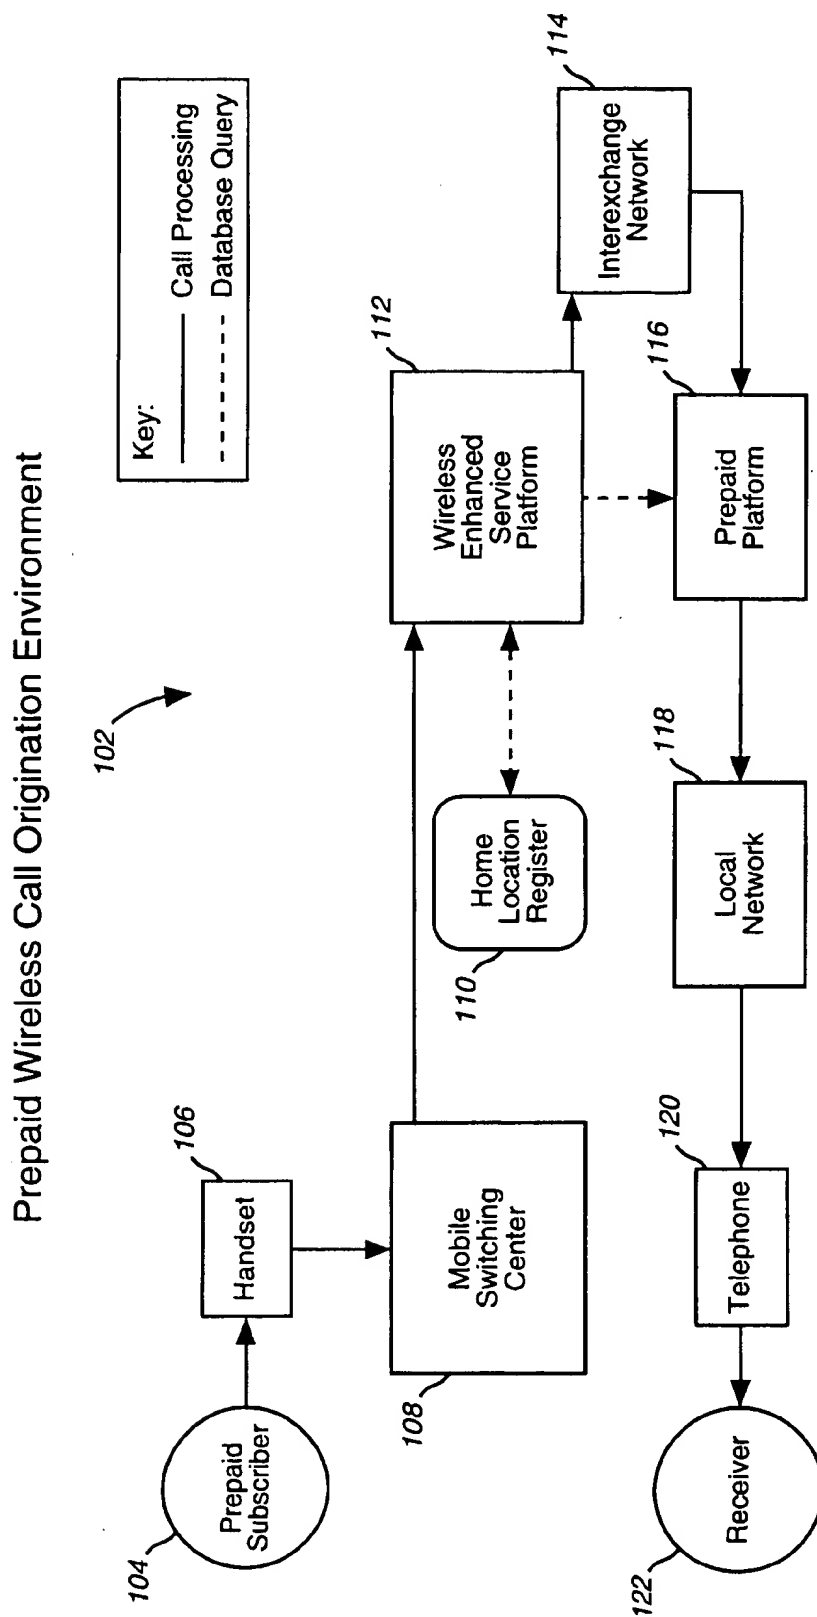 Prepaid Wireless Call Origination Environment
102
Key:
Call Processing
Database Query
104
Prepaid
Subscriber
106
Handset
108
Mobile
Switching
Center
110
Home
Location
Register
112
Wireless
Enhanced
Service
Platform
114
Interexchange
Network
116
Prepaid
Platform
118
Local
Network
120
Telephone
122
Receiver